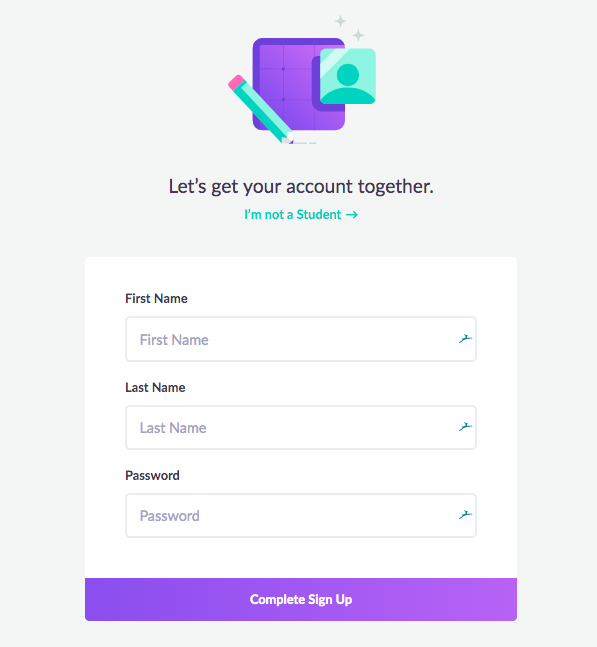 Let’s get your account together.
I’m not a Student →
First Name
First Name
Last Name
Last Name
Password
Password
Complete Sign Up